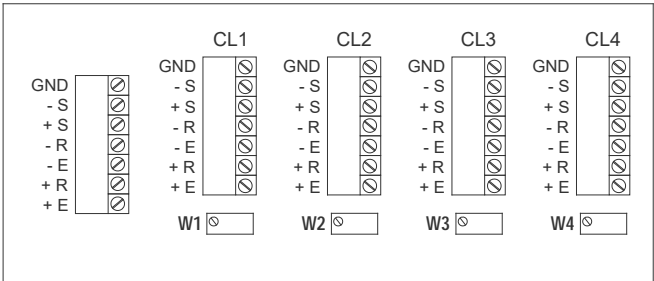 CL1 CL2 CL3 CL4
GND
- S
+ S
- R
- E
+ R
+ E
GND
- S
+ S
- R
- E
+ R
+ E
GND
- S
+ S
- R
- E
+ R
+ E
GND
- S
+ S
- R
- E
+ R
+ E
GND
- S
+ S
- R
- E
+ R
+ E
W1 W2 W3 W4